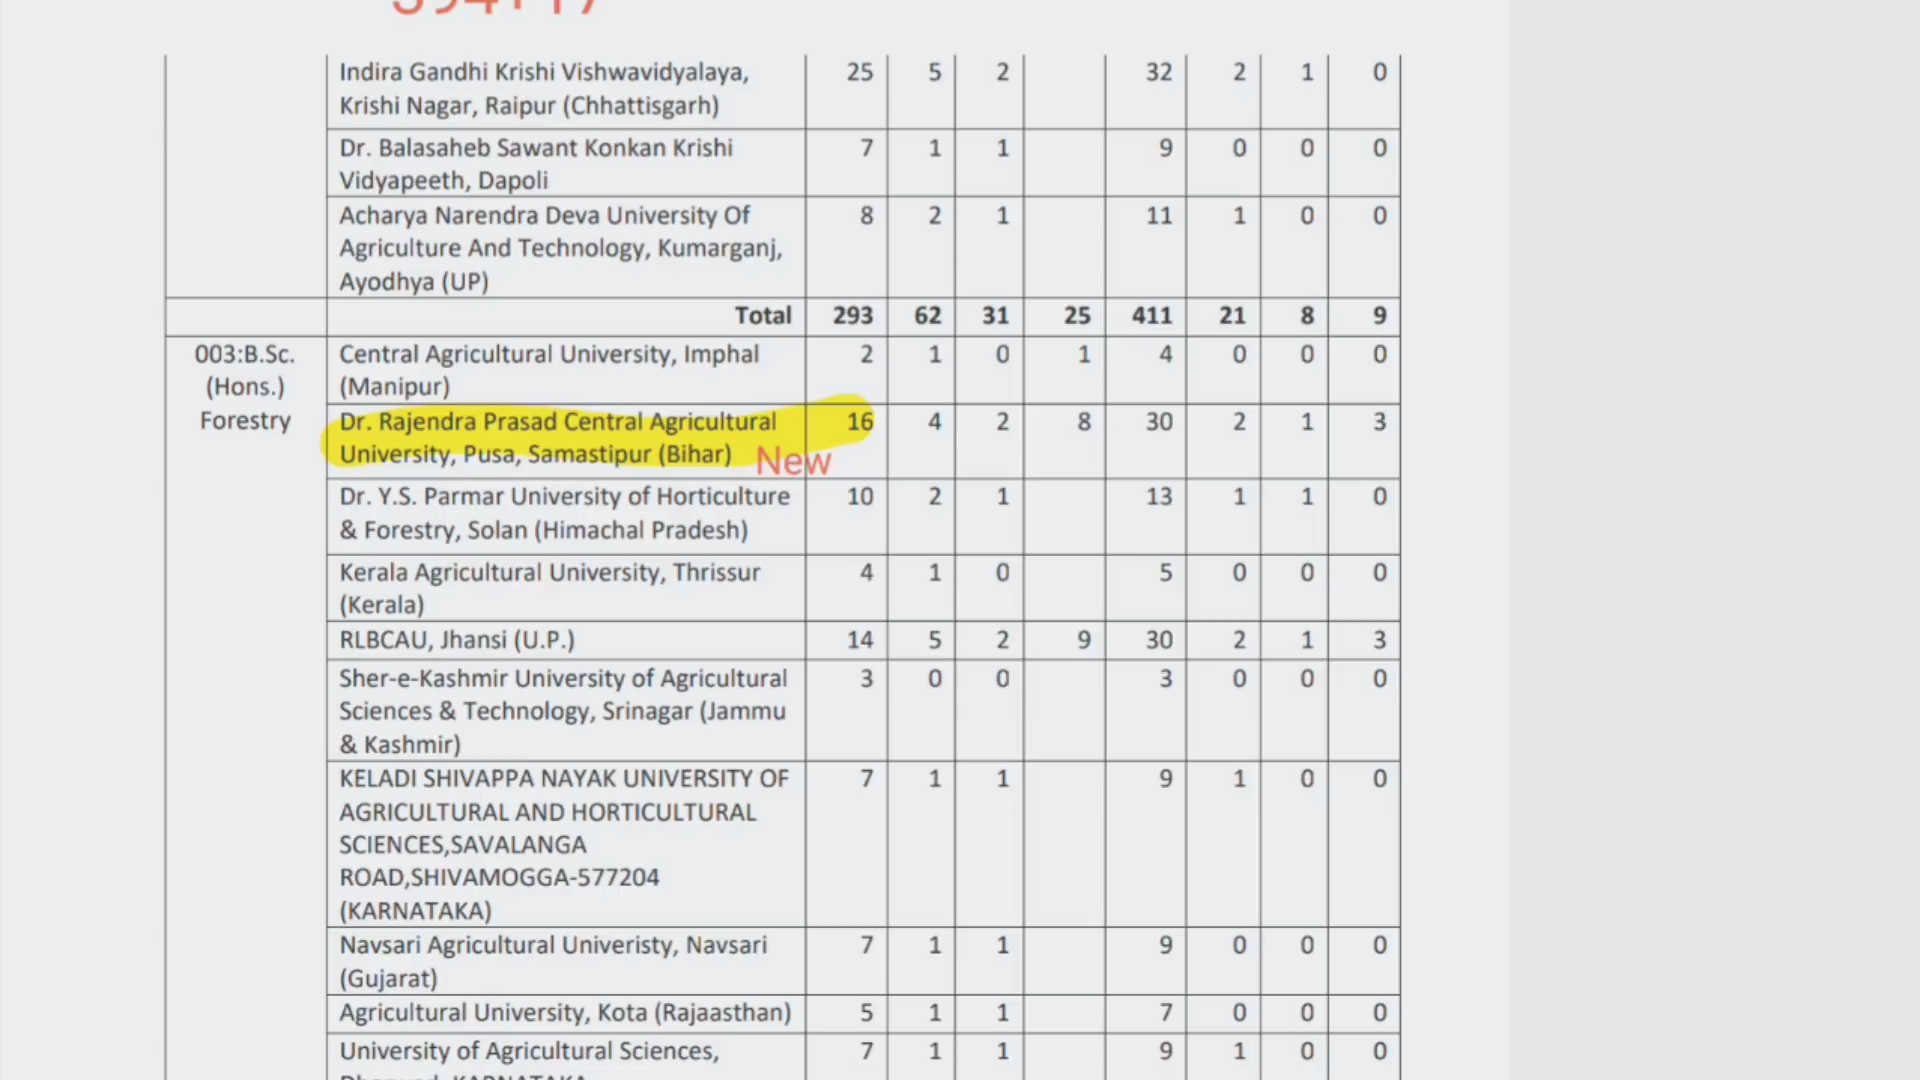 Indira Gandhi Krishi Vishwavidyalaya, 25 5 2 32 2 1 0
Krishi Nagar, Raipur (Chhattisgarh)
Dr. Balasaheb Sawant Konkan Krishi 7 1 1 9 0 0 0
Vidyapeeth, Dapoli
Acharya Narendra Deva University Of 8 2 1 11 1 0 0
Agriculture And Technology, Kumarganj,
Ayodhya (UP)
Total 293 62 31 25 411 21 8 9
003:B.Sc. Central Agricultural University, Imphal 2 1 0 1 4 0 0 0
(Hons.) (Manipur)
Forestry Dr. Rajendra Prasad Central Agricultural 16 4 2 8 30 2 1 3
University, Pusa, Samastipur (Bihar) New
Dr. Y.S. Parmar University of Horticulture 10 2 1 13 1 1 0
& Forestry, Solan (Himachal Pradesh)
Kerala Agricultural University, Thrissur 4 1 0 5 0 0 0
(Kerala)
RLBCAU, Jhansi (U.P.) 14 5 2 9 30 2 1 3
Sher-e-Kashmir University of Agricultural 3 0 0 3 0 0 0
Sciences & Technology, Srinagar (Jammu
& Kashmir)
KELADI SHIVAPPA NAYAK UNIVERSITY OF 7 1 1 9 1 0 0
AGRICULTURAL AND HORTICULTURAL
SCIENCES,SAVALANGA
ROAD,SHIVAMOGGA-577204
(KARNATAKA)
Navsari Agricultural Univeristy, Navsari 7 1 1 9 0 0 0
(Gujarat)
Agricultural University, Kota (Rajaasthan) 5 1 1 7 0 0 0
University of Agricultural Sciences, 7 1 1 9 1 0 0